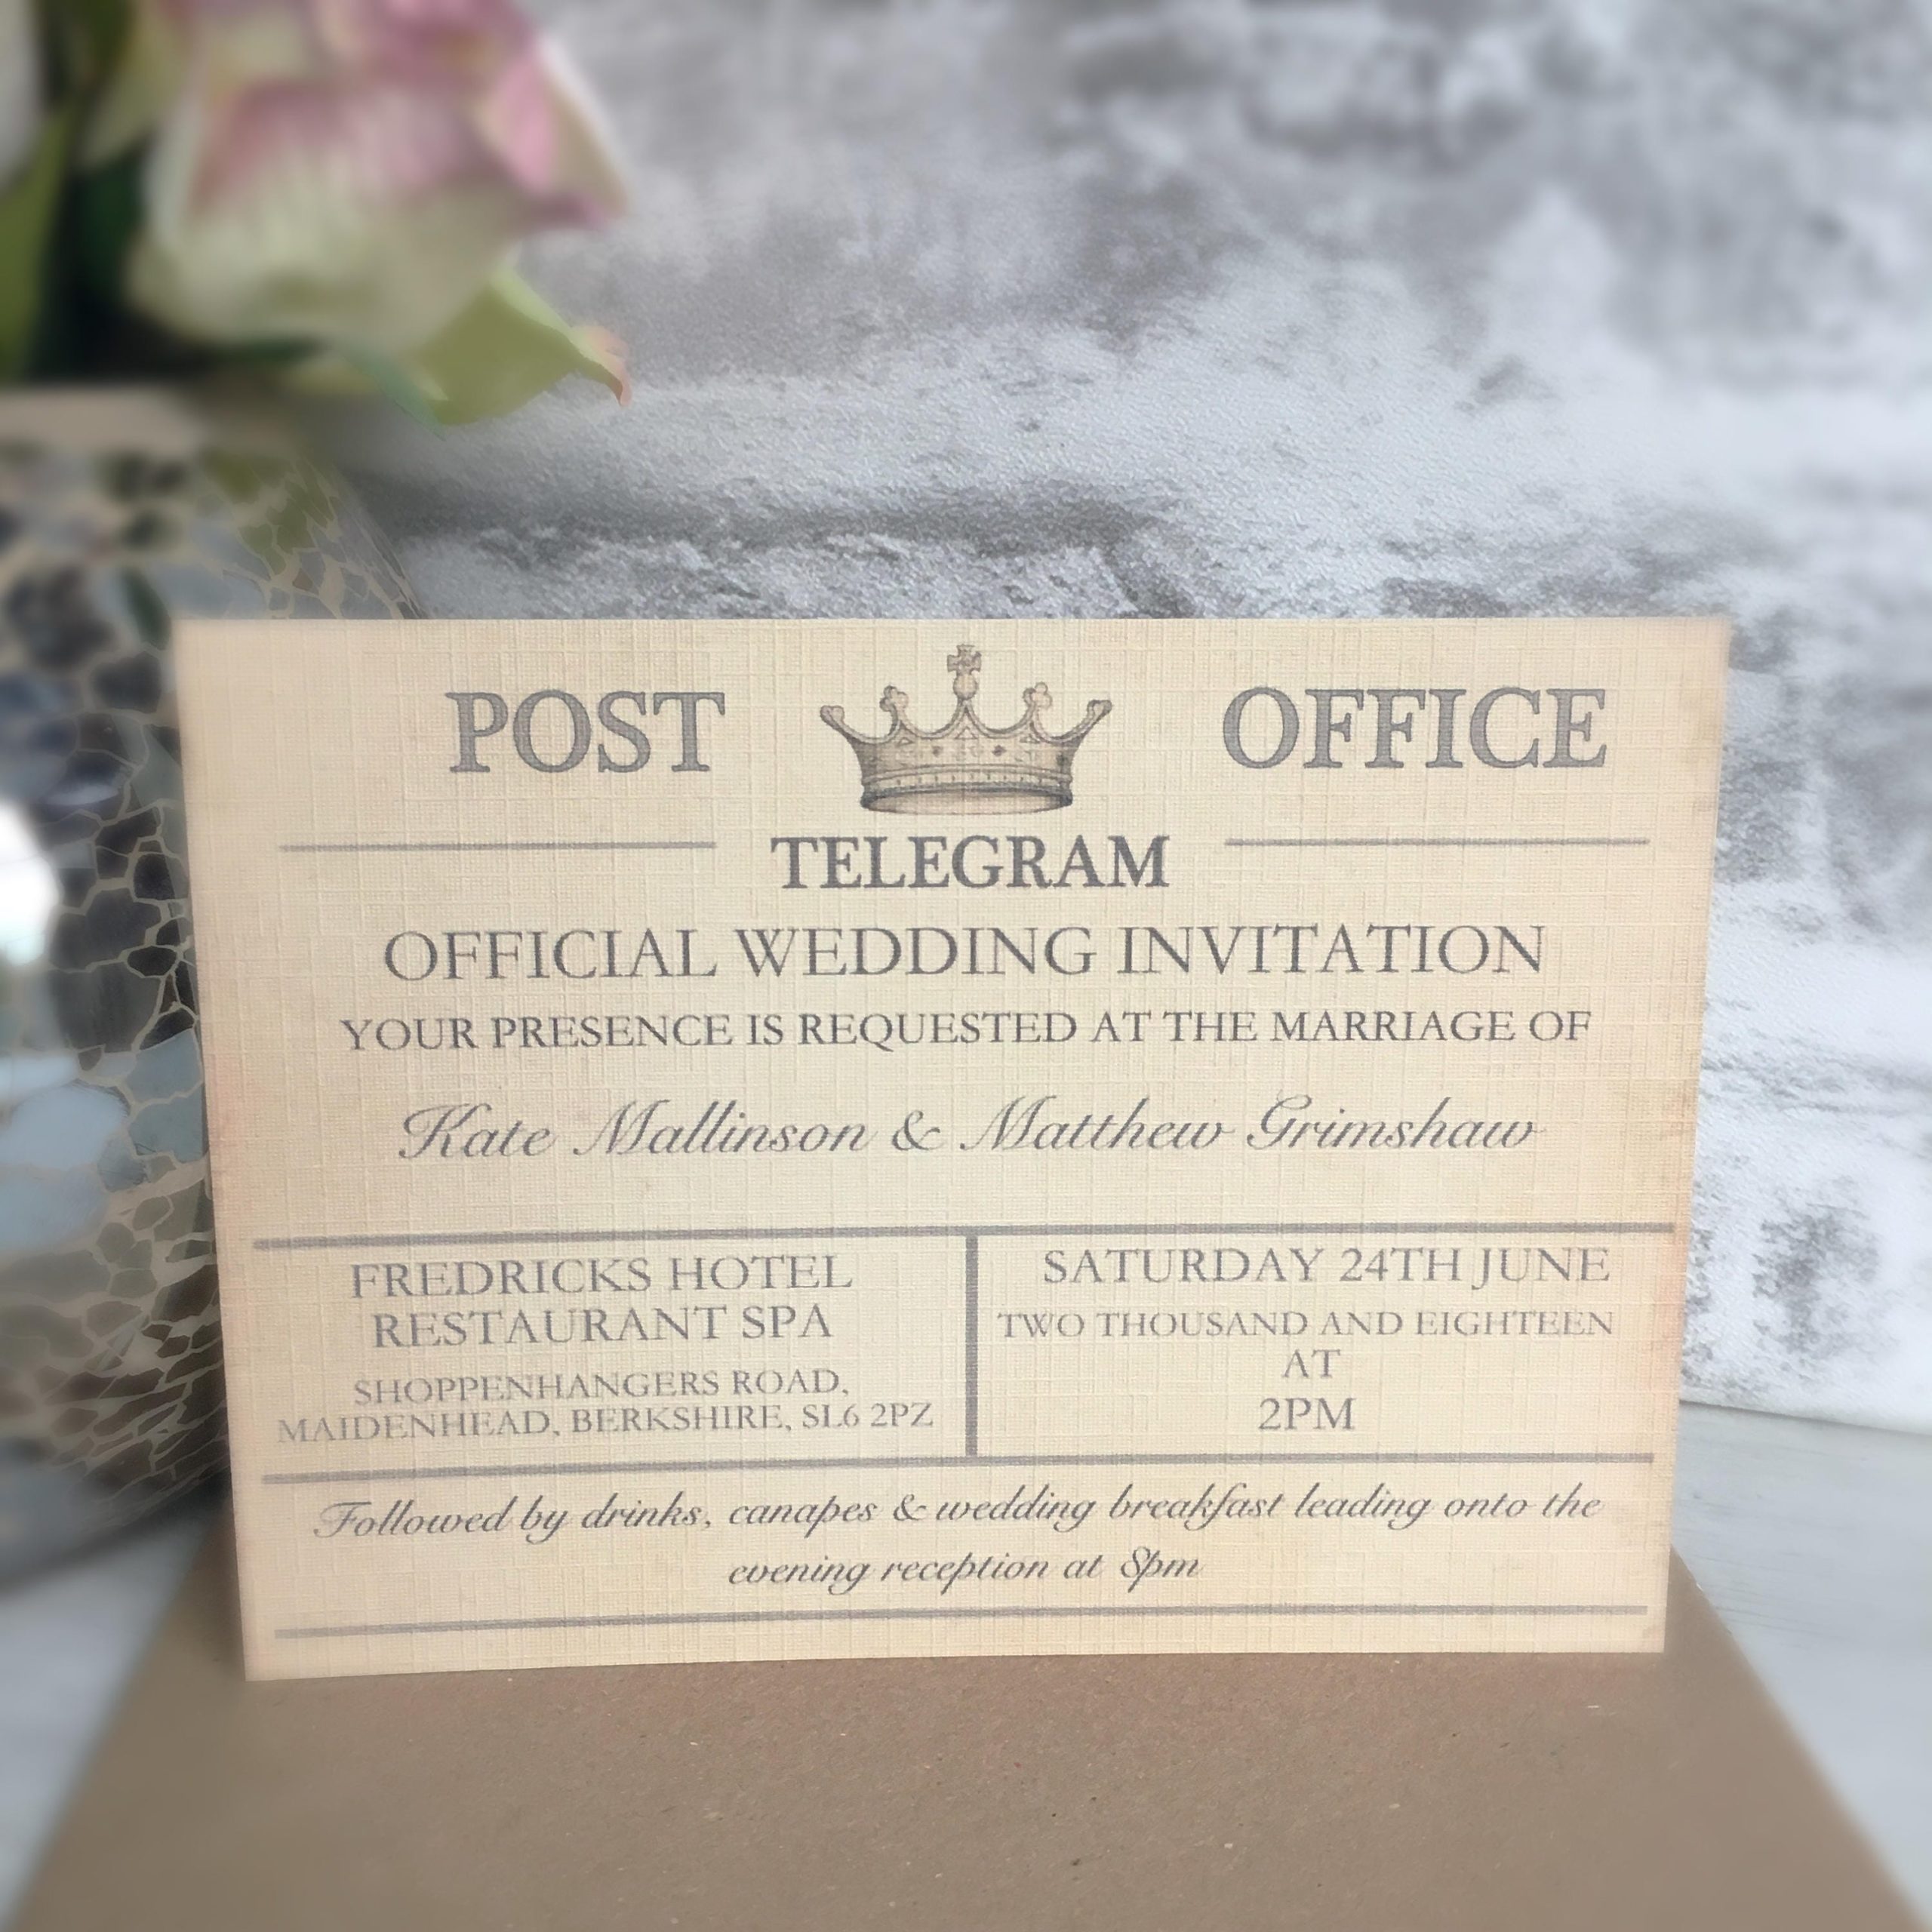 POST OFFICE
TELEGRAM
OFFICIAL WEDDING INVITATION
YOUR PRESENCE IS REQUESTED AT THE MARRIAGE OF
Kate Mallinson & Matthew Grimshaw
FREDRICKS HOTEL
RESTAURANT SPA
SHOPPENHANGERS ROAD,
MAIDENHEAD, BERKSHIRE, SL6 2PZ
SATURDAY 24TH JUNE
TWO THOUSAND AND EIGHTEEN
AT
2PM
Followed by drinks, canapes & wedding breakfast leading onto the
evening reception at 8pm